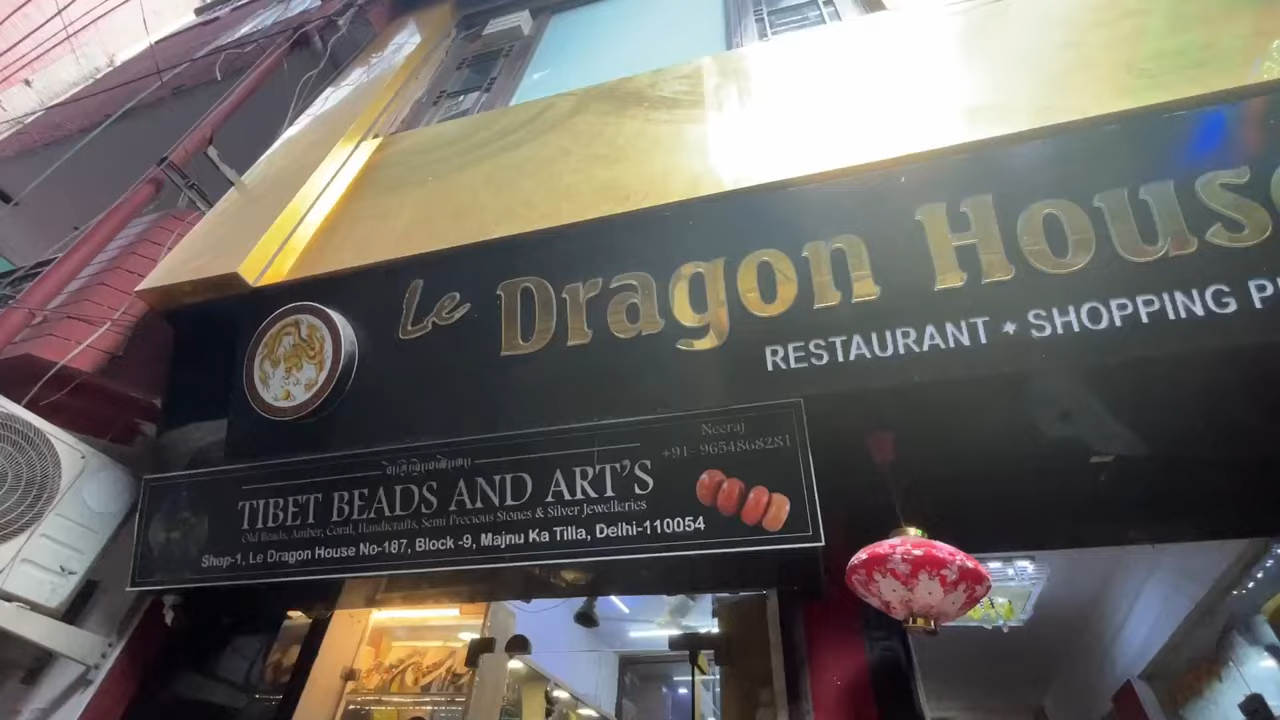 Le Dragon House
RESTAURANT * SHOPPING
TIBET BEADS AND ART'S
Old Beads, Amber, Coral, Handicrafts, Semi Precious Stones & Silver Jewelleries
Shop-1, Le Dragon House No-187, Block -9, Majnu Ka Tilla, Delhi-110054
Neeraj
+91- 9654868281